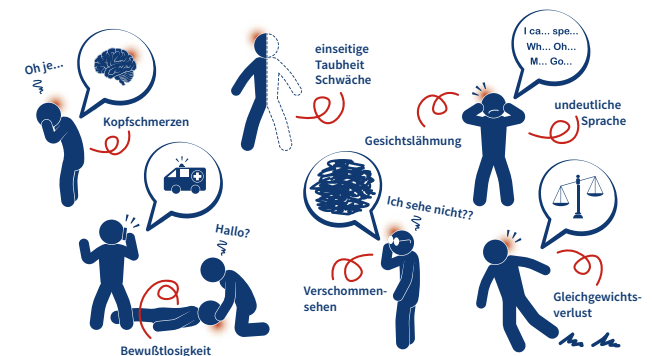 Oh je...
Kopfschmerzen
einseitige
Taubheit
Schwäche
I ca... spe...
Wh... Oh...
M... Go...
Gesichtslähmung
undeutliche
Sprache
Hallo?
Bewußtlosigkeit
Ich sehe nicht??
Verschommen-
sehen
Gleichgewichts-
verlust